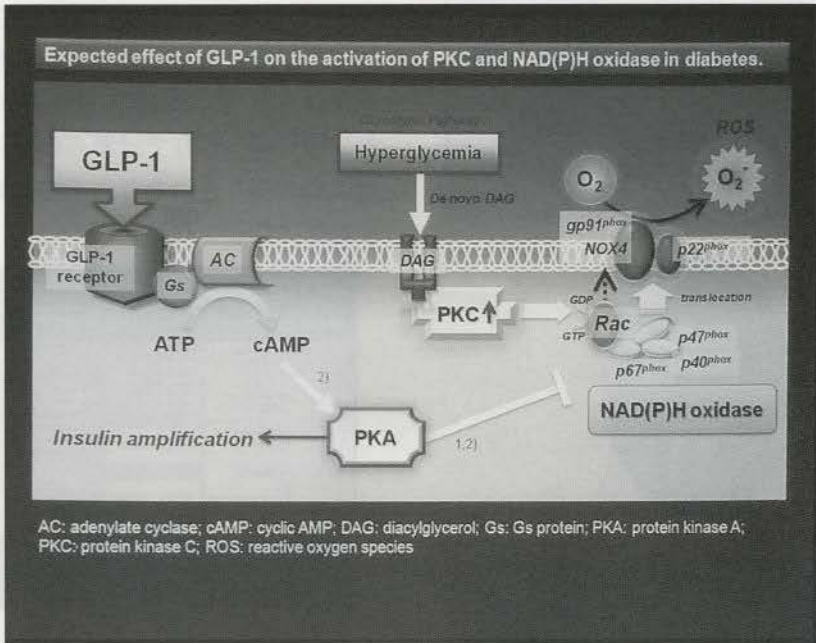 Expected effect of GLP-1 on the activation of PKC and NAD(P)H oxidase in diabetes.
GLP-1
Hyperglycemia
De novo DAG
O2
ROS
O2-
gp91phox
NOX4
p22phox
GLP-1
receptor
Gs
AC
DAG
PKC
GDP
GTP
Rac
translocation
p47phox
p67phox
p40phox
ATP
cAMP
2)
NAD(P)H oxidase
Insulin amplification
PKA
1,2)
AC: adenylate cyclase; cAMP: cyclic AMP; DAG: diacylglycerol; Gs: Gs protein; PKA: protein kinase A;
PKC: protein kinase C; ROS: reactive oxygen species